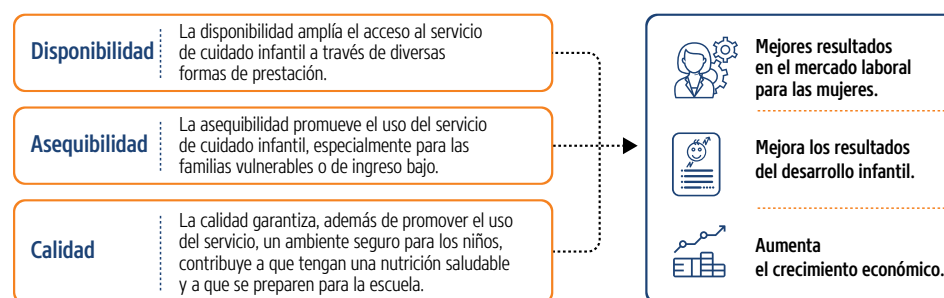 Disponibilidad
La disponibilidad amplía el acceso al servicio
de cuidado infantil a través de diversas
formas de prestación.
Asequibilidad
La asequibilidad promueve el uso del servicio
de cuidado infantil, especialmente para las
familias vulnerables o de ingreso bajo.
Calidad
La calidad garantiza, además de promover el uso
del servicio, un ambiente seguro para los niños,
contribuye a que tengan una nutrición saludable
y a que se preparen para la escuela.
Mejores resultados
en el mercado laboral
para las mujeres.
Mejora los resultados
del desarrollo infantil.
Aumenta
el crecimiento económico.